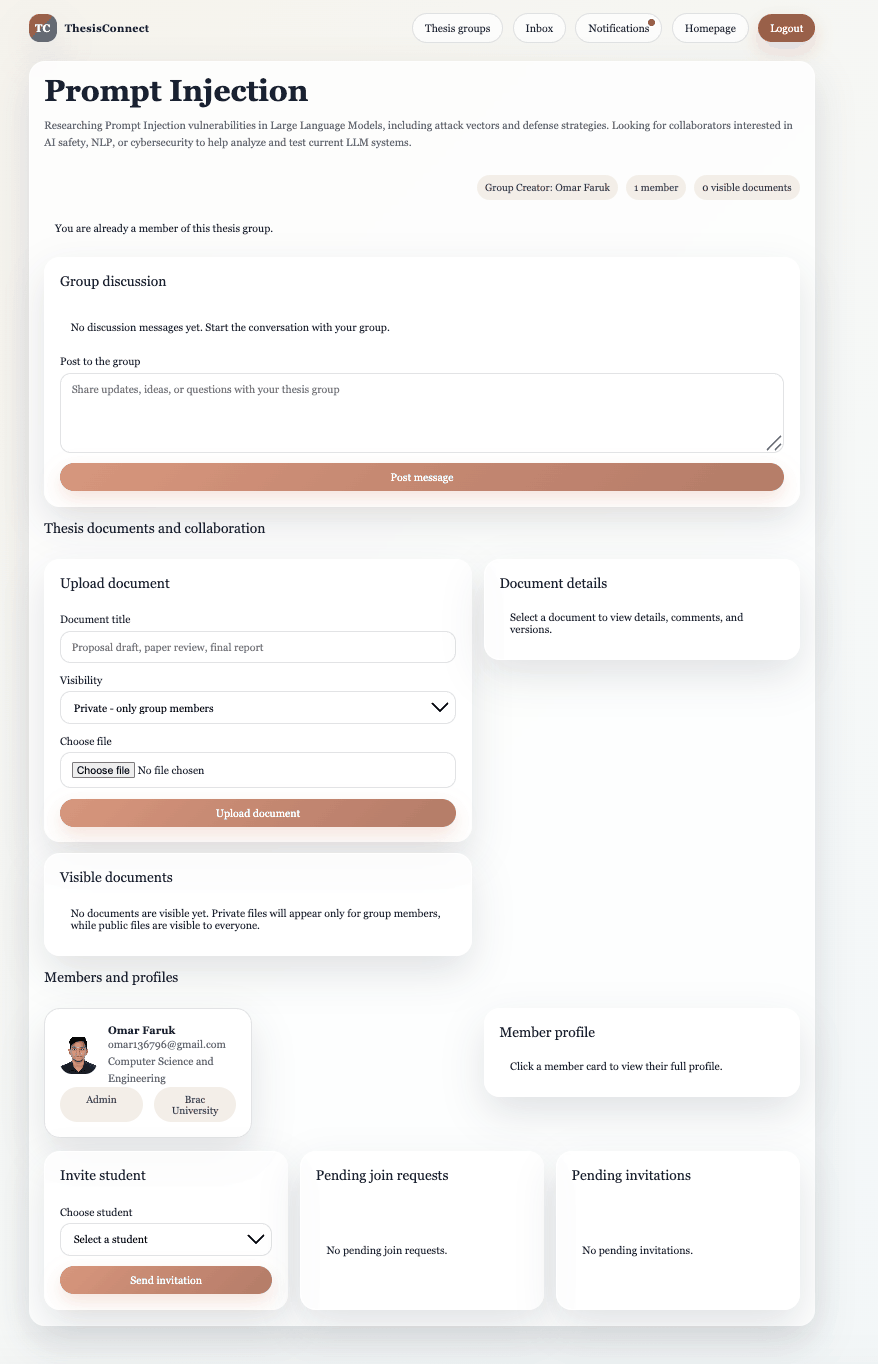 TC ThesisConnect
Thesis groups Inbox Notifications Homepage Logout
Prompt Injection
Researching Prompt Injection vulnerabilities in Large Language Models, including attack vectors and defense strategies. Looking for collaborators interested in
AI safety, NLP, or cybersecurity to help analyze and test current LLM systems.
Group Creator: Omar Faruk 1 member 0 visible documents
You are already a member of this thesis group.
Group discussion
No discussion messages yet. Start the conversation with your group.
Post to the group
Share updates, ideas, or questions with your thesis group
Post message
Thesis documents and collaboration
Upload document
Document title
Proposal draft, paper review, final report
Visibility
Private - only group members
Choose file
Choose file No file chosen
Upload document
Document details
Select a document to view details, comments, and
versions.
Visible documents
No documents are visible yet. Private files will appear only for group members,
while public files are visible to everyone.
Members and profiles
Omar Faruk
omar136796@gmail.com
Computer Science and
Engineering
Admin
Brac
University
Member profile
Click a member card to view their full profile.
Invite student
Choose student
Select a student
Send invitation
Pending join requests
No pending join requests.
Pending invitations
No pending invitations.